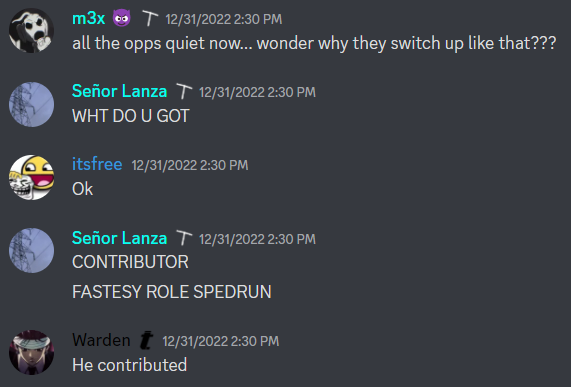 m3x 12/31/2022 2:30 PM
all the opps quiet now... wonder why they switch up like that???
Señor Lanza 12/31/2022 2:30 PM
WHT DO U GOT
itsfree 12/31/2022 2:30 PM
Ok
Señor Lanza 12/31/2022 2:30 PM
CONTRIBUTOR
FASTESY ROLE SPEDRUN
Warden 12/31/2022 2:30 PM
He contributed